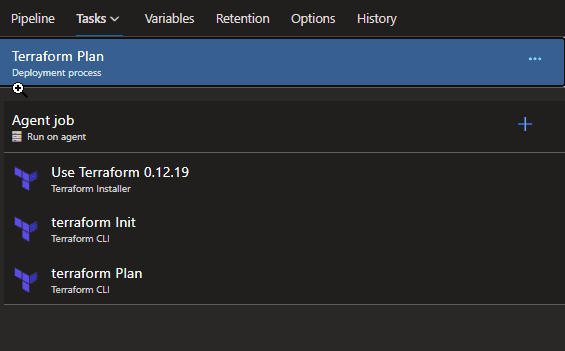 Pipeline Tasks Variables Retention Options History
Terraform Plan
Deployment process
Agent job
Run on agent
Use Terraform 0.12.19
Terraform Installer
terraform Init
Terraform CLI
terraform Plan
Terraform CLI